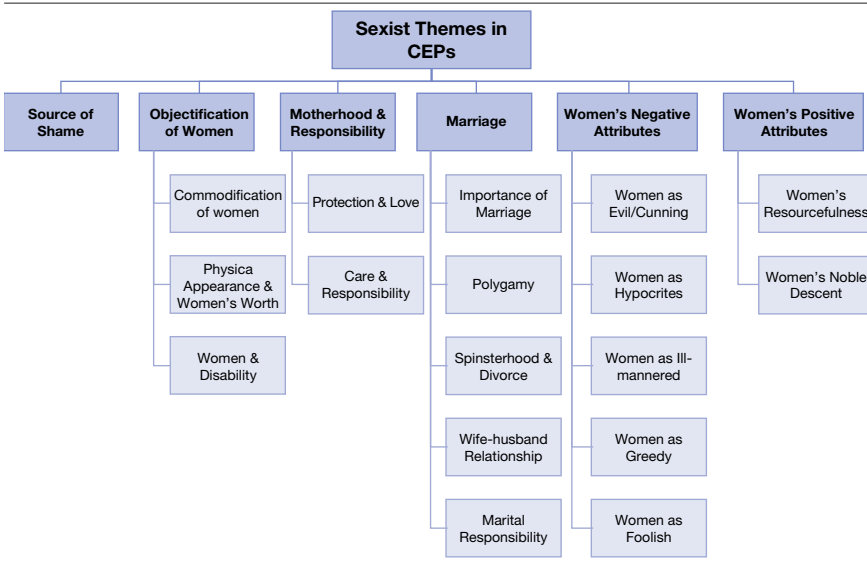 Sexist Themes in
CEPs
Source of
Shame
Objectification
of Women
Motherhood &
Responsibility
Marriage
Women's Negative
Attributes
Women's Positive
Attributes
Commodification
of women
Physica
Appearance &
Women's Worth
Women &
Disability
Protection & Love
Care &
Responsibility
Importance of
Marriage
Polygamy
Spinsterhood &
Divorce
Wife-husband
Relationship
Marital
Responsibility
Women as
Evil/Cunning
Women as
Hypocrites
Women as Ill-
mannered
Women as
Greedy
Women as
Foolish
Women's
Resourcefulness
Women's Noble
Descent